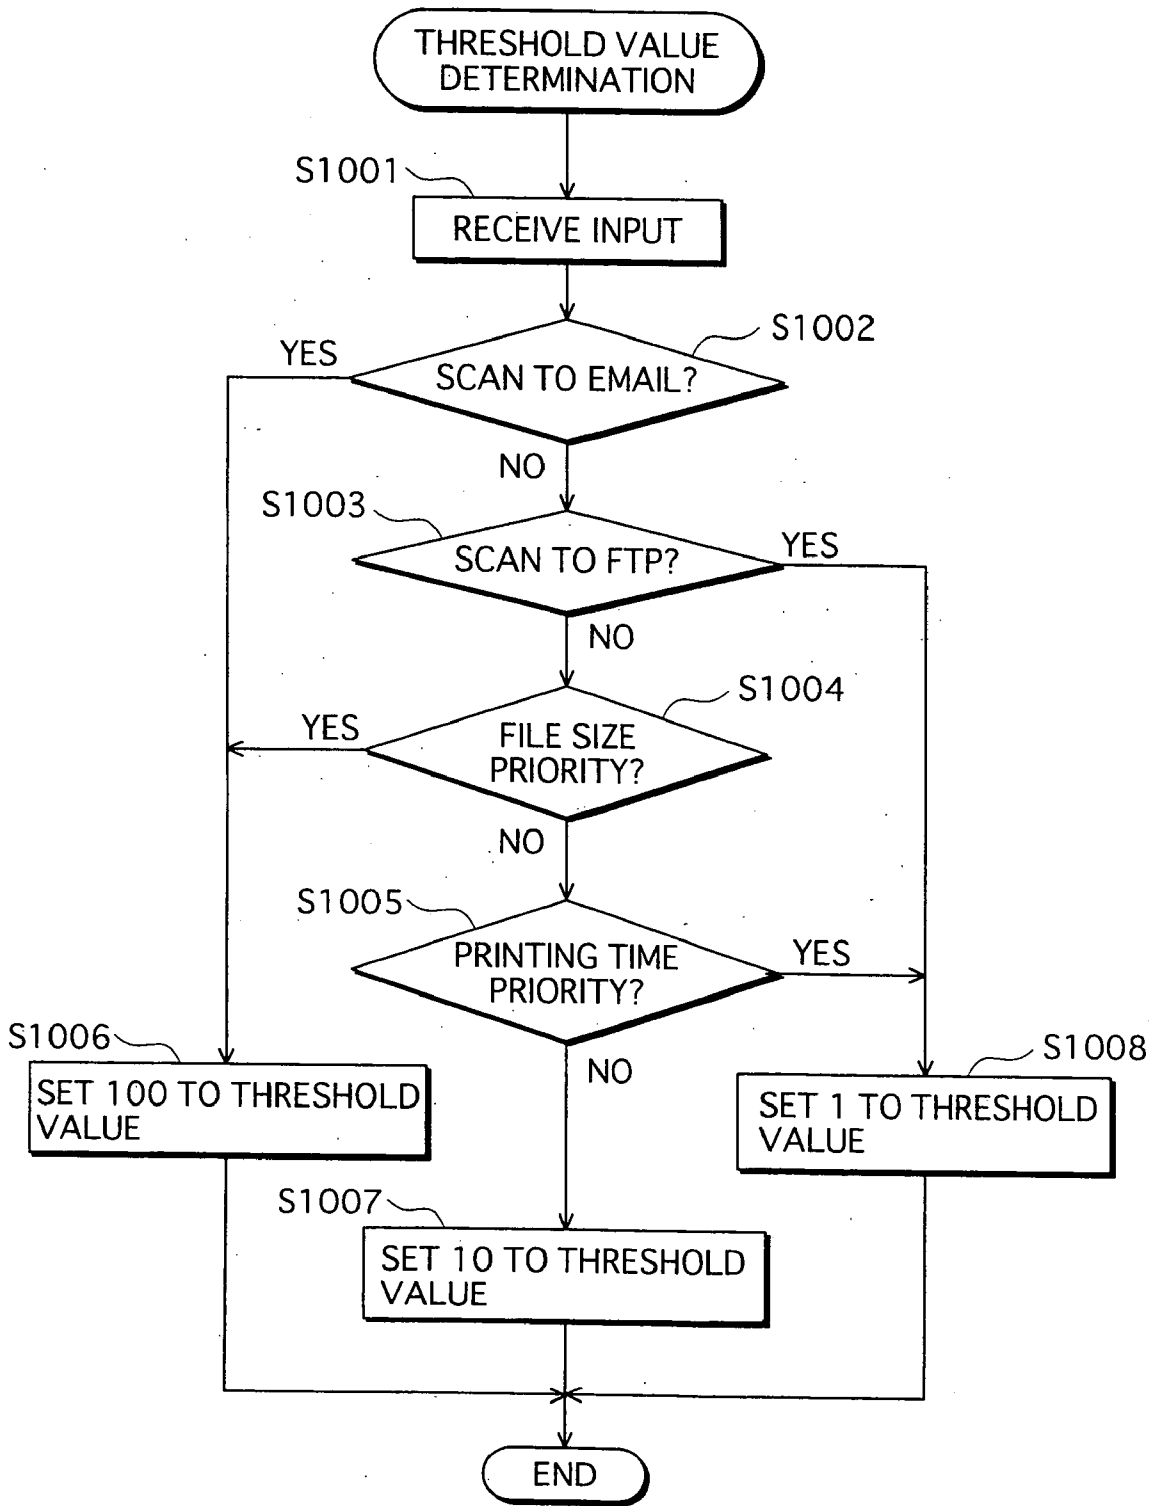 THRESHOLD VALUE
DETERMINATION
S1001
RECEIVE INPUT
S1002
YES
SCAN TO EMAIL?
NO
S1003
SCAN TO FTP?
YES
NO
S1004
YES
FILE SIZE
PRIORITY?
NO
S1005
PRINTING TIME
PRIORITY?
YES
NO
S1006
SET 100 TO THRESHOLD
VALUE
S1008
SET 1 TO THRESHOLD
VALUE
S1007
SET 10 TO THRESHOLD
VALUE
END